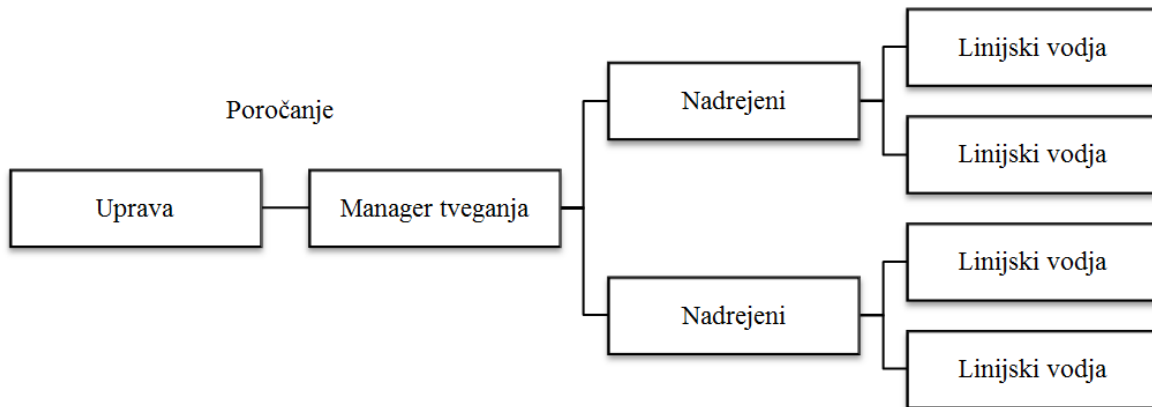 Poročanje
Uprava
Manager tveganja
Nadrejeni
Linijski vodja
Linijski vodja
Nadrejeni
Linijski vodja
Linijski vodja